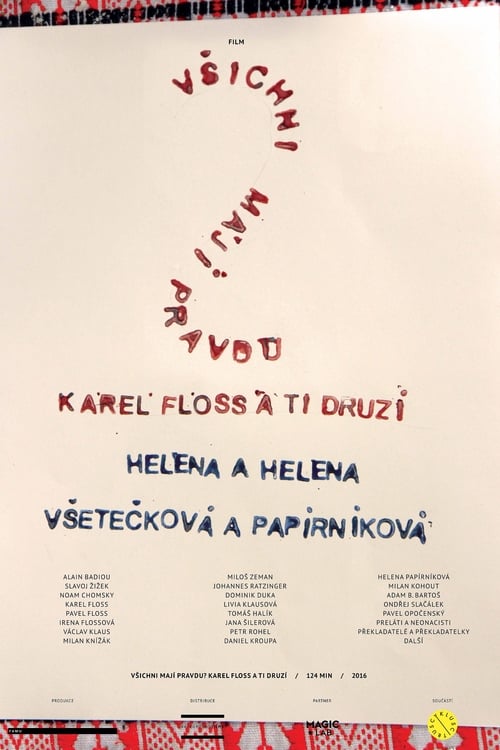 FILM
VŠICHNI
MAJÍ
PRAVDU
KAREL FLOSS A TI DRUZÍ
HELENA A HELENA
VŠETEČKOVÁ A PAPÍRNÍKOVÁ
ALAIN BADIOU
SLAVOJ ŽIŽEK
NOAM CHOMSKY
KAREL FLOSS
PAVEL FLOSS
IRENA FLOSSOVÁ
VÁCLAV KLAUS
MILAN KNÍŽÁK
MILOŠ ZEMAN
JOHANNES RATZINGER
DOMINIK DUKA
LIVIA KLAUSOVÁ
TOMÁŠ HALÍK
JANA ŠILEROVÁ
PETR ROHEL
DANIEL KROUPA
HELENA PAPÍRNÍKOVÁ
MILAN KOHOUT
ADAM B. BARTOŠ
ONDŘEJ SLAČÁLEK
PAVEL OPOČENSKÝ
PRELÁTI A NEONACISTI
PŘEKLADATELÉ A PŘEKLADATELKY
DALŠÍ
VŠICHNI MAJÍ PRAVDU? KAREL FLOSS A TI DRUZÍ / 124 MIN / 2016
PRODUKCE
DISTRIBUCE
PARTNER
SOUČÁSTÍ
FAMU
MAGIC
LAB